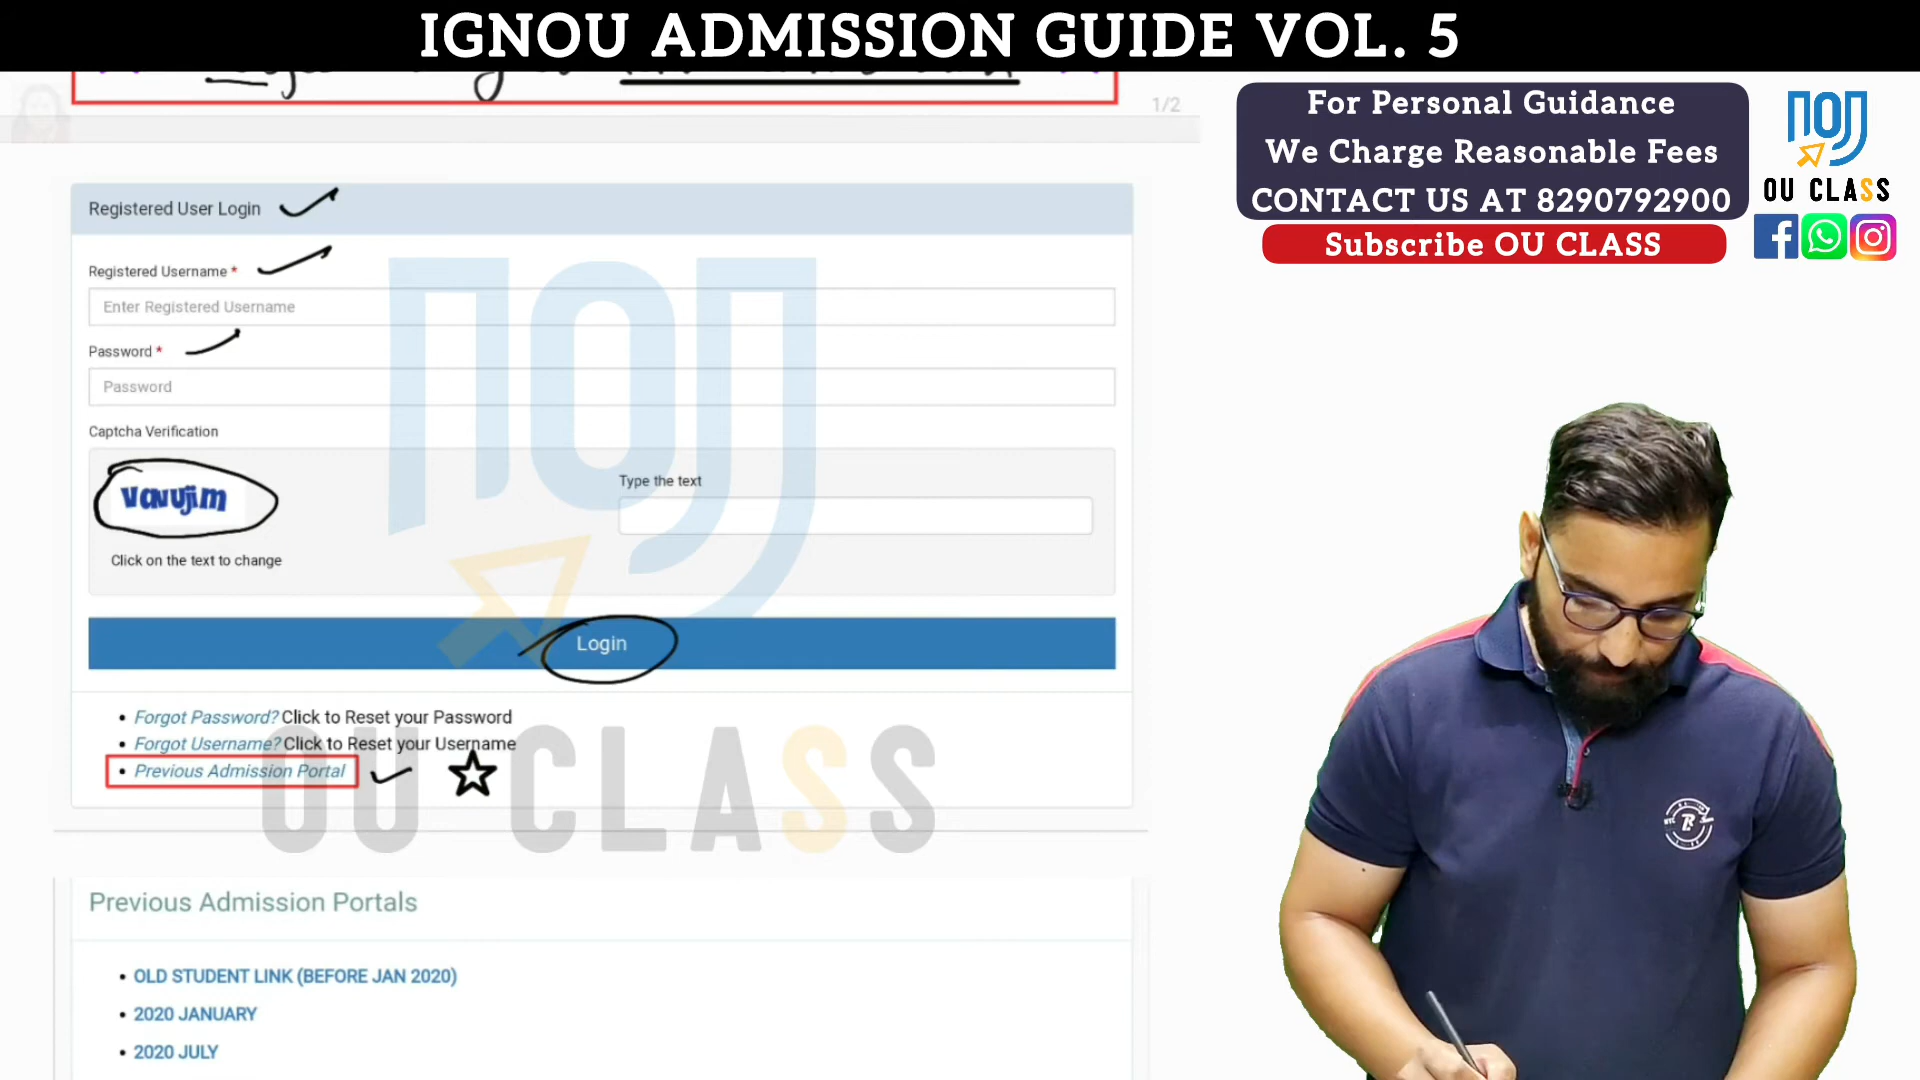 IGNOU ADMISSION GUIDE VOL. 5
1/2
For Personal Guidance
We Charge Reasonable Fees
CONTACT US AT 8290792900
Subscribe OU CLASS
OU CLASS
Registered User Login
Registered Username *
Enter Registered Username
Password *
Password
Captcha Verification
Vavujim
Type the text
Click on the text to change
Login
Forgot Password? Click to Reset your Password
Forgot Username? Click to Reset your Username
Previous Admission Portal
OU CLASS
Previous Admission Portals
OLD STUDENT LINK (BEFORE JAN 2020)
2020 JANUARY
2020 JULY